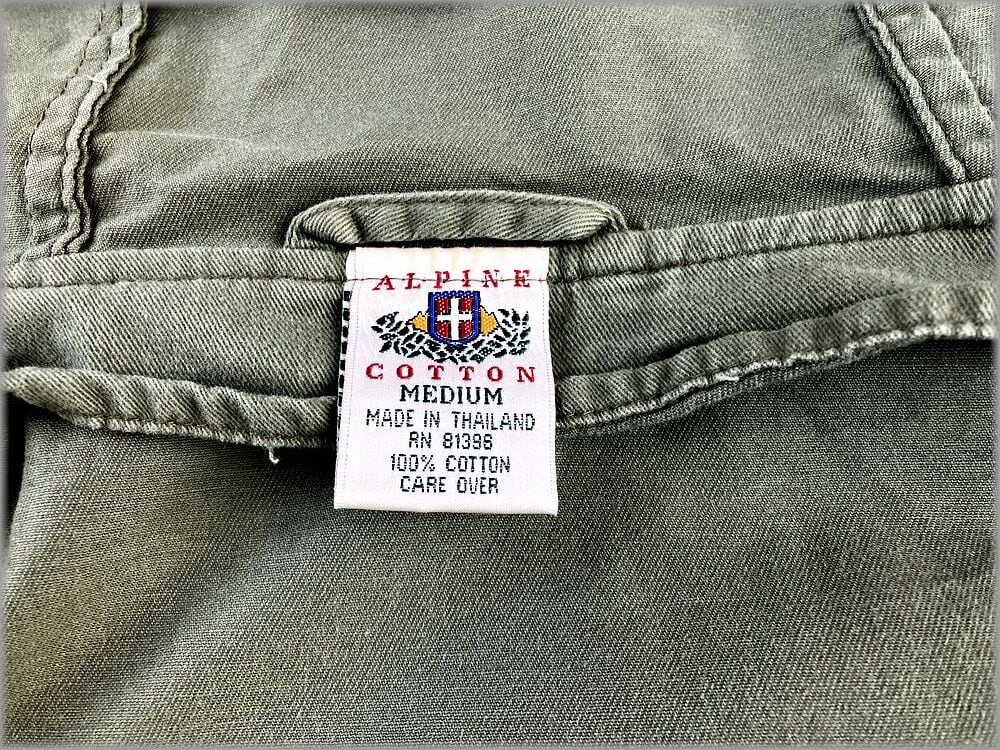 ALPINE
COTTON
MEDIUM
MADE IN THAILAND
RN 81396
100% COTTON
CARE OVER